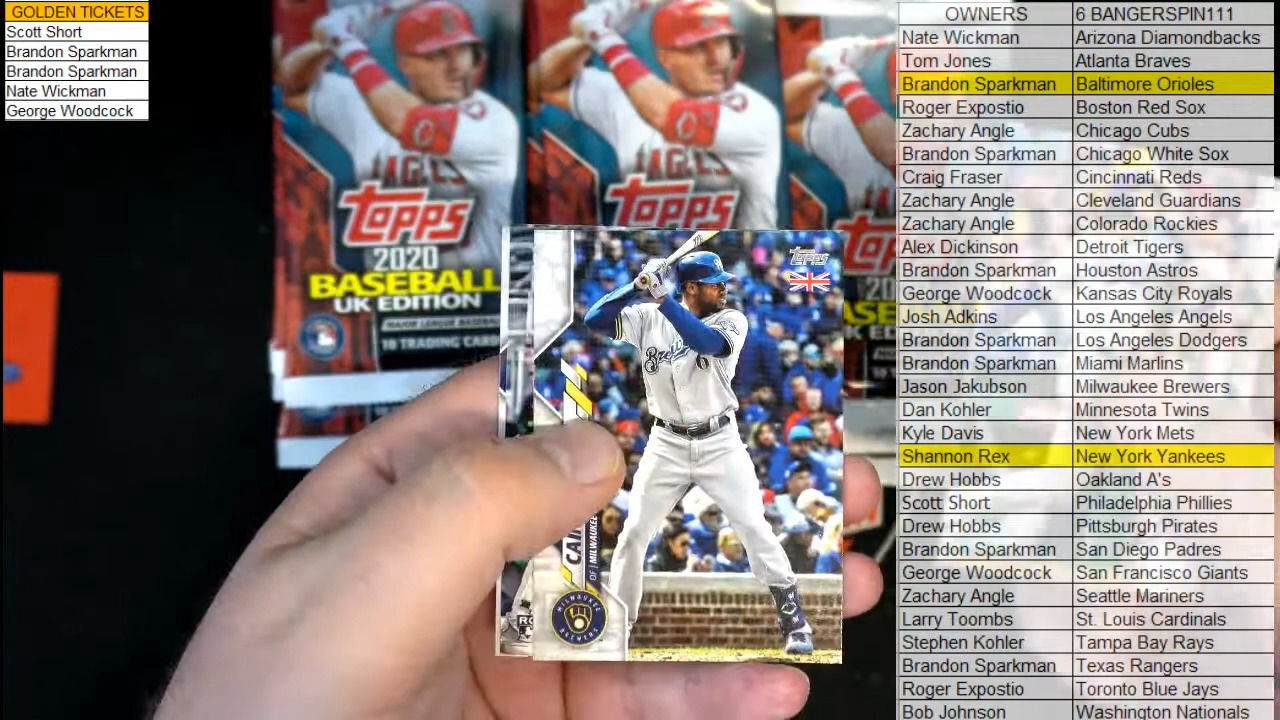 GOLDEN TICKETS
Scott Short
Brandon Sparkman
Brandon Sparkman
Nate Wickman
George Woodcock
OWNERS 6 BANGERSPIN111
Nate Wickman Arizona Diamondbacks
Tom Jones Atlanta Braves
Brandon Sparkman Baltimore Orioles
Roger Expostio Boston Red Sox
Zachary Angle Chicago Cubs
Brandon Sparkman Chicago White Sox
Craig Fraser Cincinnati Reds
Zachary Angle Cleveland Guardians
Zachary Angle Colorado Rockies
Alex Dickinson Detroit Tigers
Brandon Sparkman Houston Astros
George Woodcock Kansas City Royals
Josh Adkins Los Angeles Angels
Brandon Sparkman Los Angeles Dodgers
Brandon Sparkman Miami Marlins
Jason Jakubson Milwaukee Brewers
Dan Kohler Minnesota Twins
Kyle Davis New York Mets
Shannon Rex New York Yankees
Drew Hobbs Oakland A's
Scott Short Philadelphia Phillies
Drew Hobbs Pittsburgh Pirates
Brandon Sparkman San Diego Padres
George Woodcock San Francisco Giants
Zachary Angle Seattle Mariners
Larry Toombs St. Louis Cardinals
Stephen Kohler Tampa Bay Rays
Brandon Sparkman Texas Rangers
Roger Expostio Toronto Blue Jays
Bob Johnson Washington Nationals
Topps
2020
BASEBALL
UK EDITION
Topps
Topps
MILWAUKEE
BREWERS